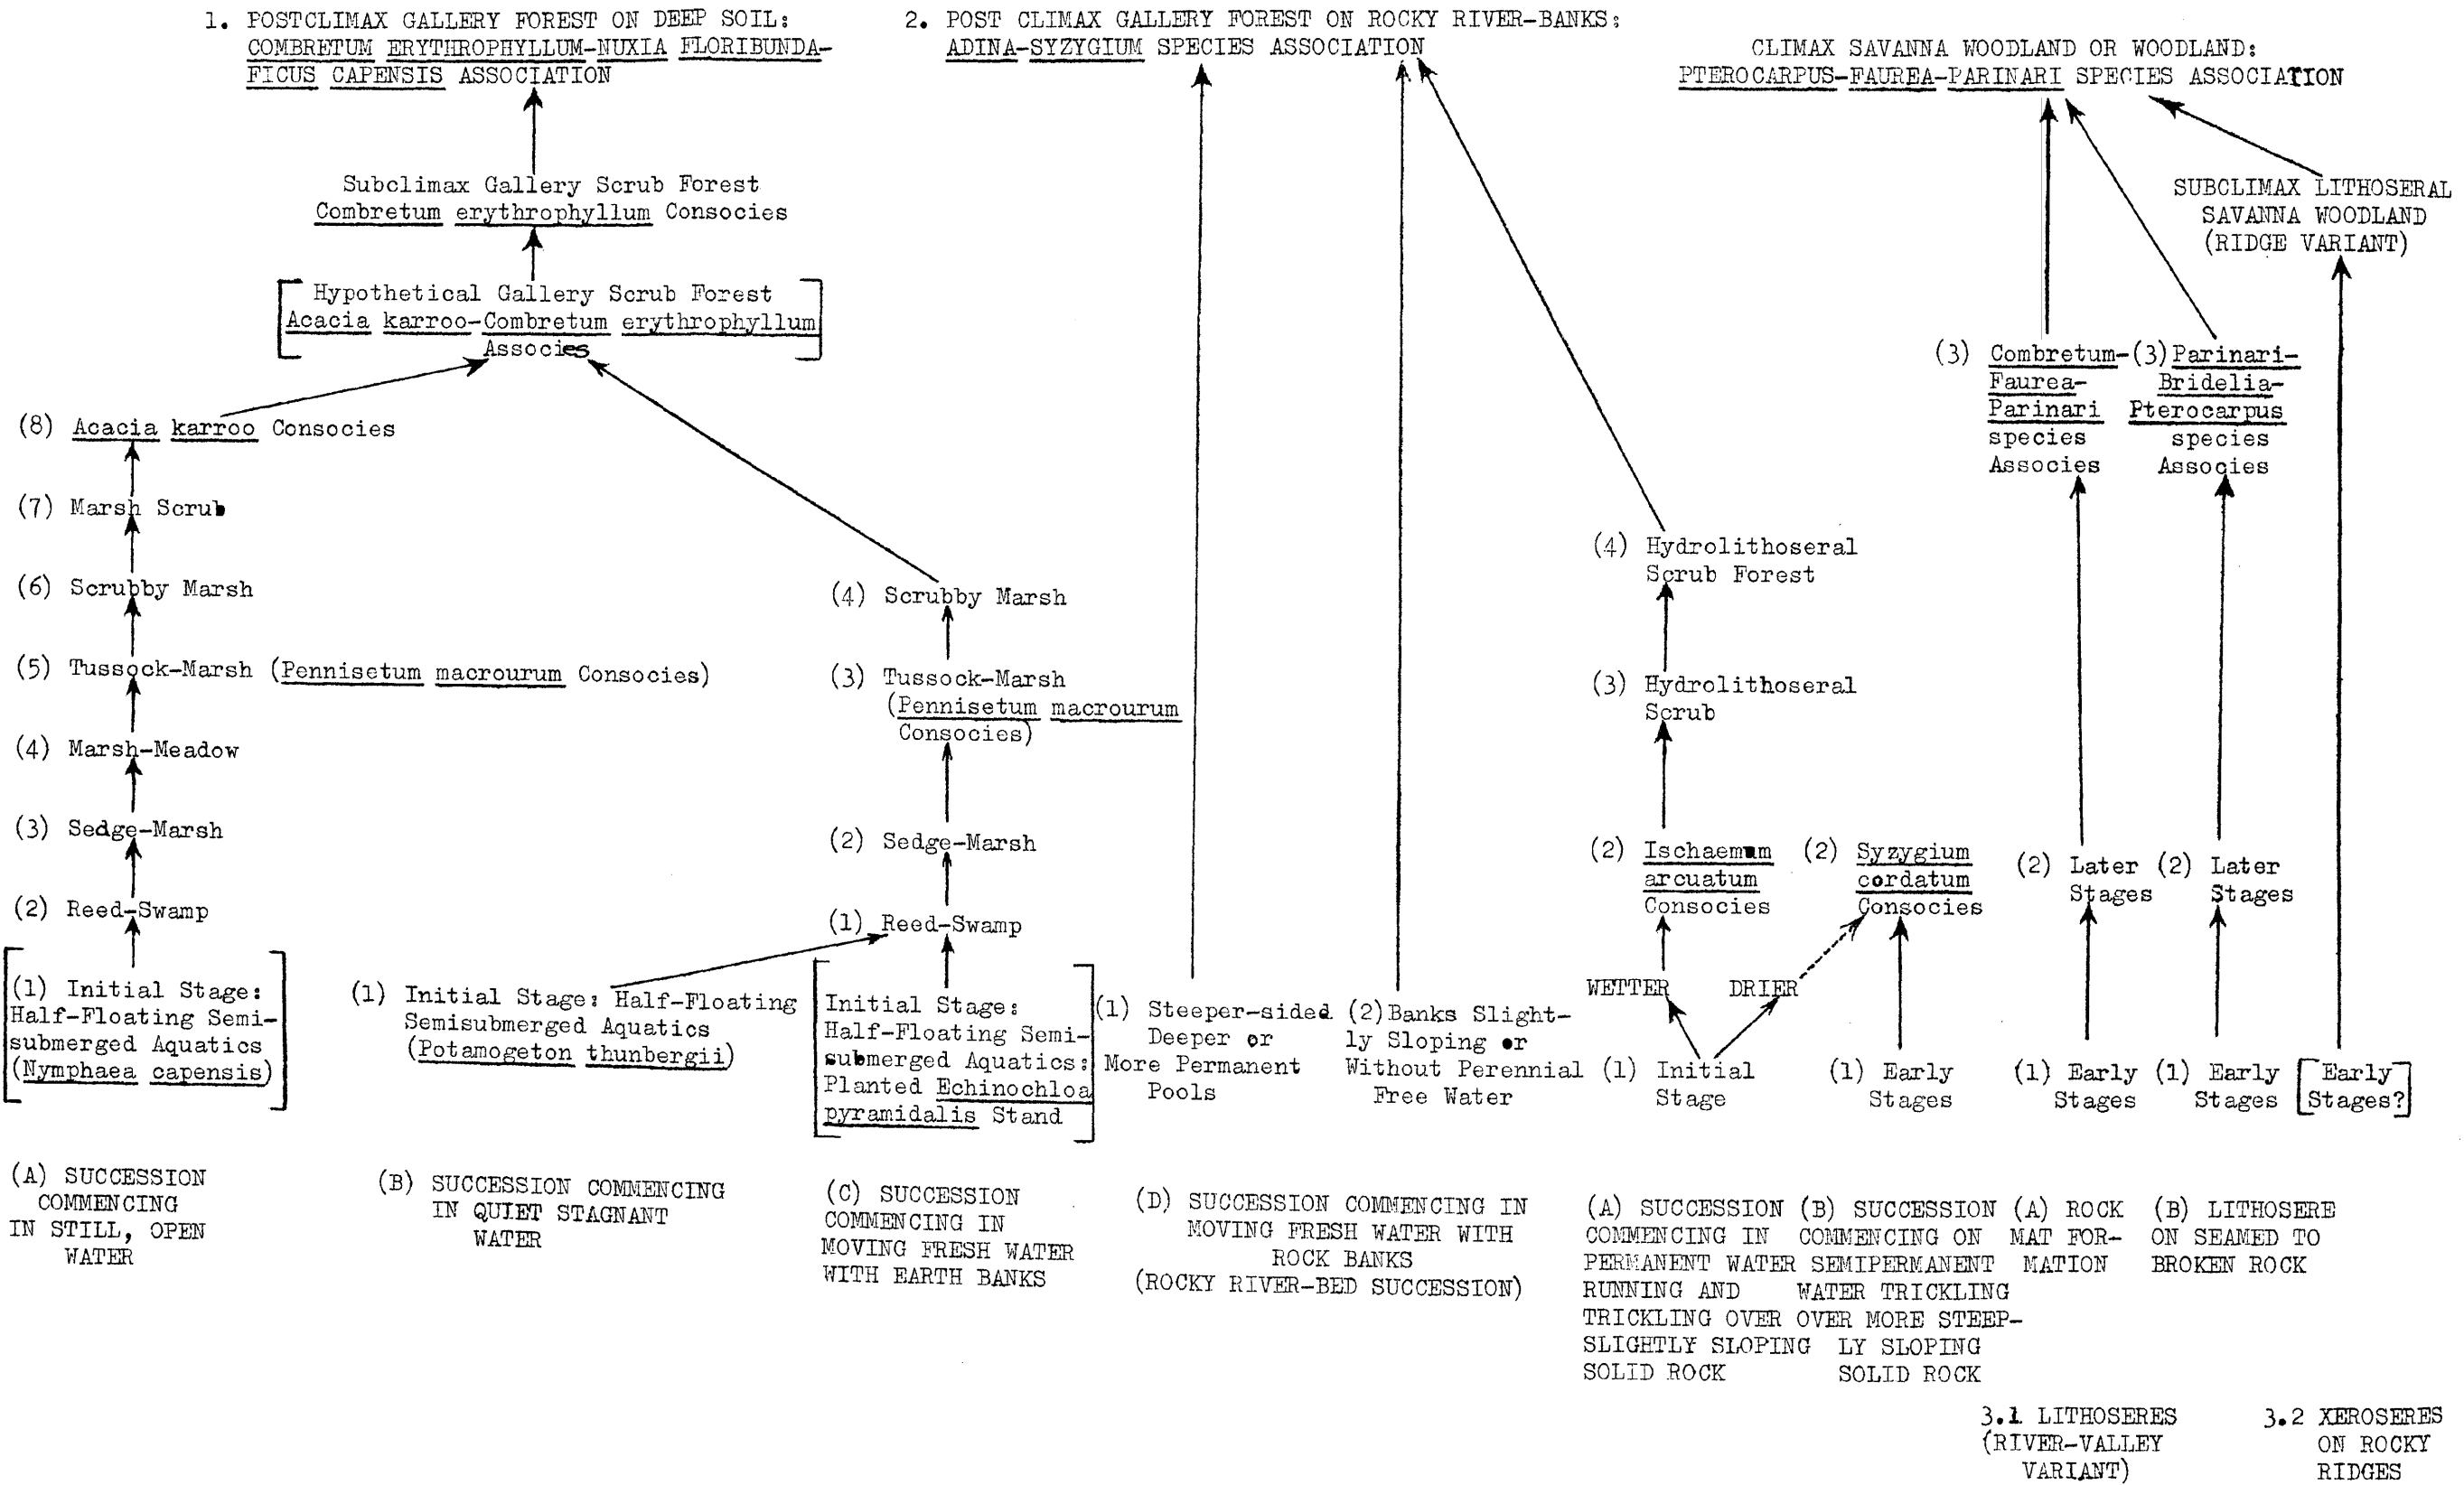 1. POSTCLIMAX GALLERY FOREST ON DEEP SOIL:
COMBRETUM ERYTHROPHYLLUM-NUXIA FLORIBUNDA-
FICUS CAPENSIS ASSOCIATION
2. POST CLIMAX GALLERY FOREST ON ROCKY RIVER-BANKS:
ADINA-SYZYGIUM SPECIES ASSOCIATION
CLIMAX SAVANNA WOODLAND OR WOODLAND:
PTEROCARPUS-FAUREA-PARINARI SPECIES ASSOCIATION
Subclimax Gallery Scrub Forest
Combretum erythrophyllum Consocies
SUBCLIMAX LITHOSERAL
SAVANNA WOODLAND
(RIDGE VARIANT)
Hypothetical Gallery Scrub Forest
Acacia karroo-Combretum erythrophyllum
Associes
(8) Acacia karroo Consocies
(7) Marsh Scrub
(6) Scrubby Marsh
(5) Tussock-Marsh (Pennisetum macrourum Consocies)
(4) Marsh-Meadow
(3) Sedge-Marsh
(2) Reed-Swamp
(1) Initial Stage:
Half-Floating Semi-
submerged Aquatics
(Nymphaea capensis)
(1) Initial Stage: Half-Floating
Semisubmerged Aquatics
(Potamogeton thunbergii)
(4) Scrubby Marsh
(3) Tussock-Marsh
(Pennisetum macrourum
Consocies)
(2) Sedge-Marsh
(1) Reed-Swamp
Initial Stage:
Half-Floating Semi-
submerged Aquatics:
Planted Echinochloa
pyramidalis Stand
(1) Steeper-sided
Deeper or
More Permanent
Pools
(2) Banks Slight-
ly Sloping or
Without Perennial
Free Water
(4) Hydrolithoseral
Scrub Forest
(3) Hydrolithoseral
Scrub
(2) Ischaemum
arcuatum
Consocies
WETTER
DRIER
(1) Initial
Stage
(2) Syzygium
cordatum
Consocies
(1) Early
Stages
(3) Combretum-
Faurea-
Parinari
species
Associes
(2) Later
Stages
(1) Early
Stages
(3) Parinari-
Bridelia-
Pterocarpus
species
Associes
(2) Later
Stages
(1) Early
Stages
Early
Stages?
(A) SUCCESSION
COMMENCING
IN STILL, OPEN
WATER
(B) SUCCESSION COMMENCING
IN QUIET STAGNANT
WATER
(C) SUCCESSION
COMMENCING IN
MOVING FRESH WATER
WITH EARTH BANKS
(D) SUCCESSION COMMENCING IN
MOVING FRESH WATER WITH
ROCK BANKS
(ROCKY RIVER-BED SUCCESSION)
(A) SUCCESSION
COMMENCING IN
PERMANENT WATER
RUNNING AND
TRICKLING OVER
SLIGHTLY SLOPING
SOLID ROCK
(B) SUCCESSION
COMMENCING ON
SEMIPERMANENT
WATER TRICKLING
OVER MORE STEEP-
LY SLOPING
SOLID ROCK
(A) ROCK
MAT FOR-
MATION
(B) LITHOSERE
ON SEAMED TO
BROKEN ROCK
3.1 LITHOSERES
(RIVER-VALLEY
VARIANT)
3.2 XEROSERES
ON ROCKY
RIDGES